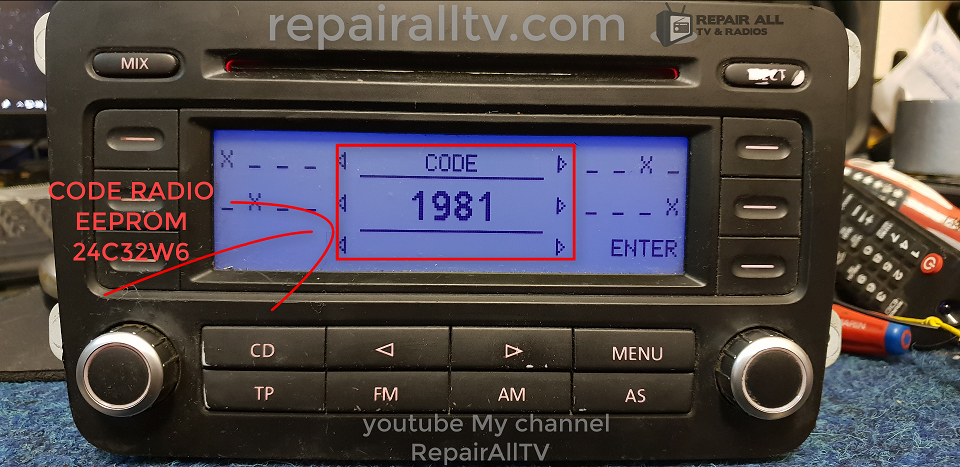 repairalltv.com
REPAIR ALL
TV & RADIOS
MIX
X _ _ _
CODE
_ _ X _
_ X _ _
1981
_ _ _ X
ENTER
CODE RADIO
EEPROM
24C32W6
CD
MENU
TP
FM
AM
AS
youtube My channel
RepairAllTV